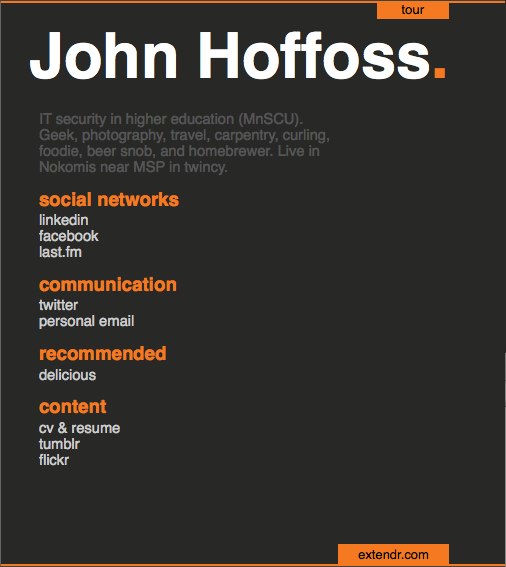 tour
John Hoffoss.
IT security in higher education (MnSCU).
Geek, photography, travel, carpentry, curling,
foodie, beer snob, and homebrewer. Live in
Nokomis near MSP in twincy.
social networks
linkedin
facebook
last.fm
communication
twitter
personal email
recommended
delicious
content
cv & resume
tumblr
flickr
extendr.com